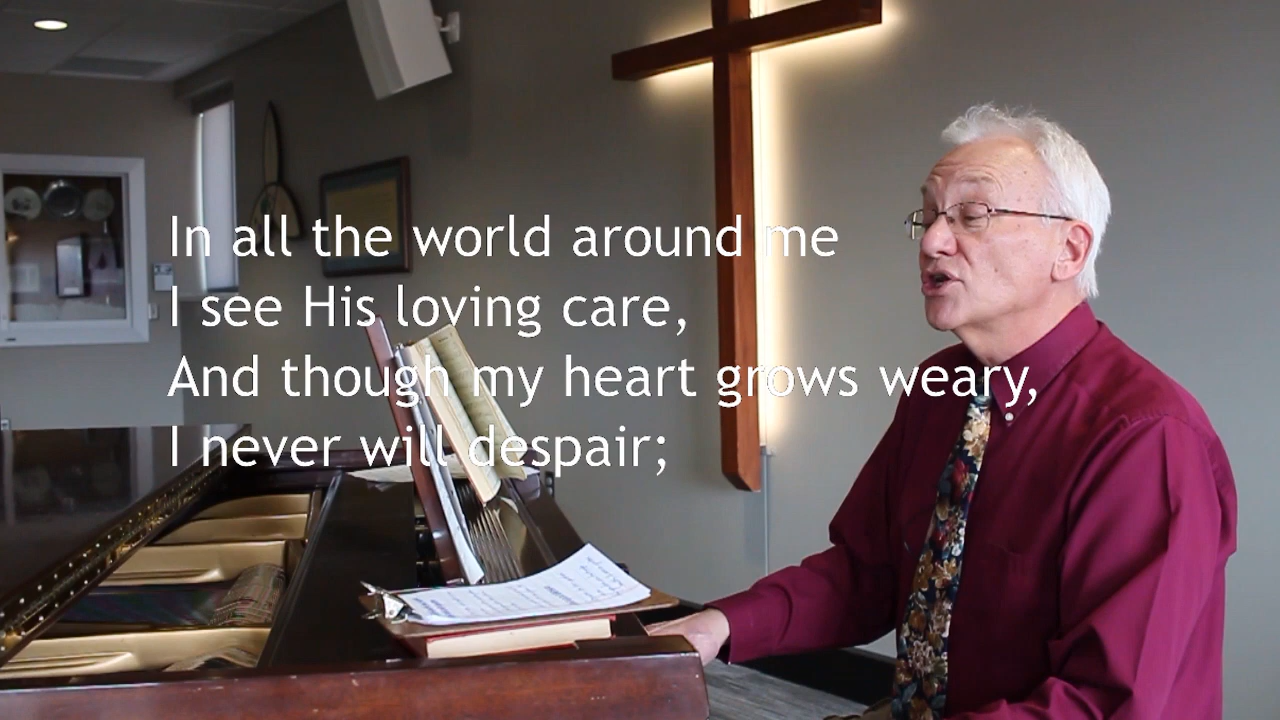 In all the world around me
I see His loving care,
And though my heart grows weary,
I never will despair;